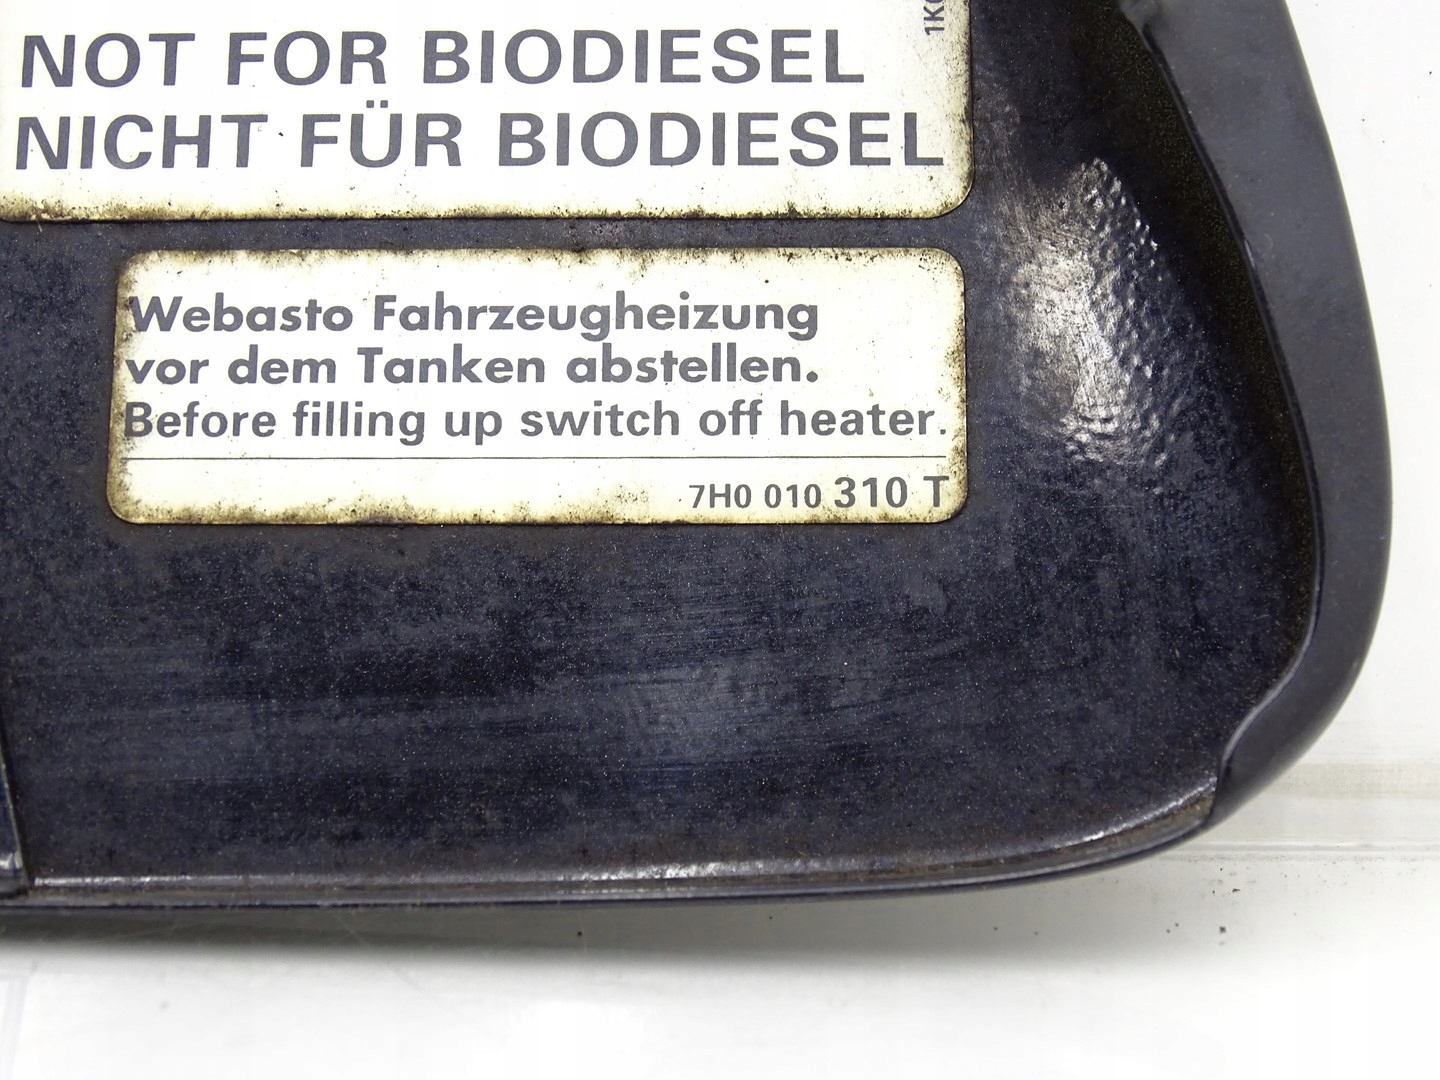 NOT FOR BIODIESEL
NICHT FÜR BIODIESEL
Webasto Fahrzeugheizung
vor dem Tanken abstellen.
Before filling up switch off heater.
7H0 010 310 T